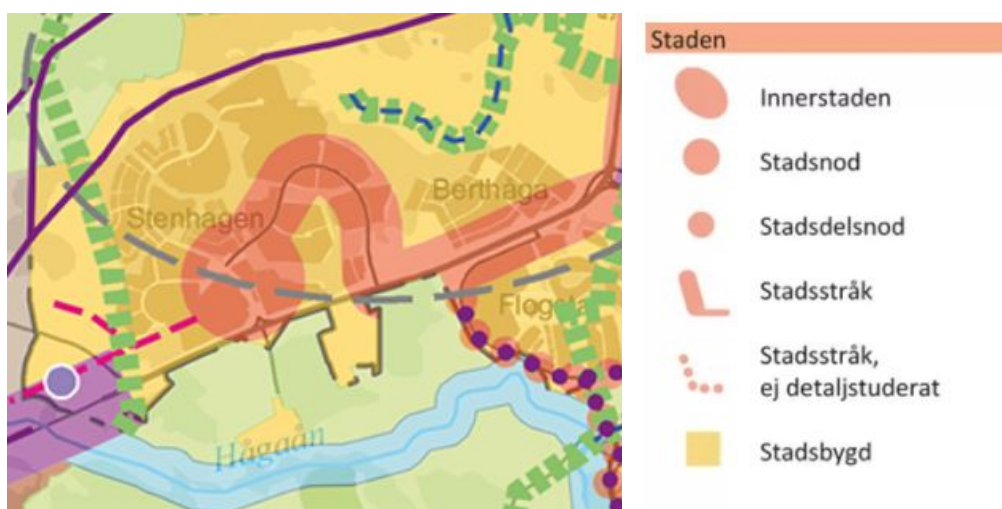 Stenhagen
Berthåga
Flogsta
Hågaån
Staden
Innerstaden
Stadsnod
Stadsdelsnod
Stadsstråk
Stadsstråk,
ej detaljstuderat
Stadsbygd